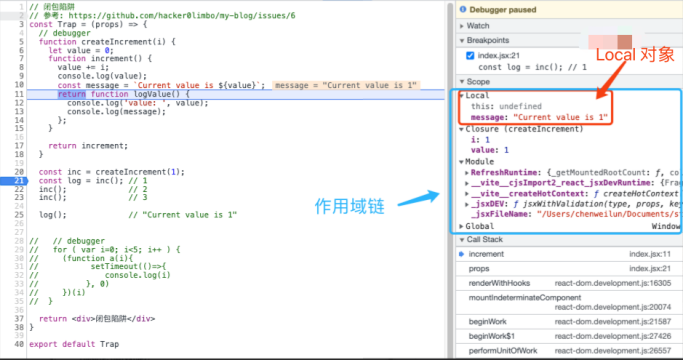 1 // 闭包陷阱
2 // 参考: https://github.com/hacker0limbo/my-blog/issues/6
3 const Trap = (props) => {
4 // debugger
5 function createIncrement(i) {
6 let value = 0;
7 function increment() {
8 value += i;
9 console.log(value);
10 const message = `Current value is ${value}`; message = "Current value is 1"
11 return function logValue() {
12 console.log('value: ', value);
13 console.log(message);
14 };
15 }
16
17 return increment;
18 }
19
20 const inc = createIncrement(1);
21 const log = inc(); // 1
22 inc(); // 2
23 inc(); // 3
24
25 log(); // "Current value is 1"
26
27
28 // // debugger
29 // for ( var i=0; i<5; i++ ) {
30 // (function a(i){
31 // setTimeout(()=>{
32 // console.log(i)
33 // }, 0)
34 // })(i)
35 // }
36
37 return <div>闭包陷阱</div>
38 }
39
40 export default Trap
作用域链
Debugger paused
Watch
Breakpoints
index.jsx:21
const log = inc(); // 1
Local 对象
Scope
Local
this: undefined
message: "Current value is 1"
Closure (createIncrement)
i: 1
value: 1
Module
RefreshRuntime: {_getMountedRootCount: ƒ, co
__vite__cjsImport2_react_jsxDevRuntime: {Frag
__vite__createHotContext: ƒ createHotContext
_jsxDEV: ƒ jsxWithValidation(type, props, key
_jsxFileName: "/Users/chenweilun/Documents/st
Global Window
Call Stack
increment index.jsx:11
props index.jsx:21
renderWithHooks react-dom.development.js:16305
mountIndeterminateComponent
react-dom.development.js:20074
beginWork react-dom.development.js:21587
beginWork$1 react-dom.development.js:27426
performUnitOfWork react-dom.development.js:26557